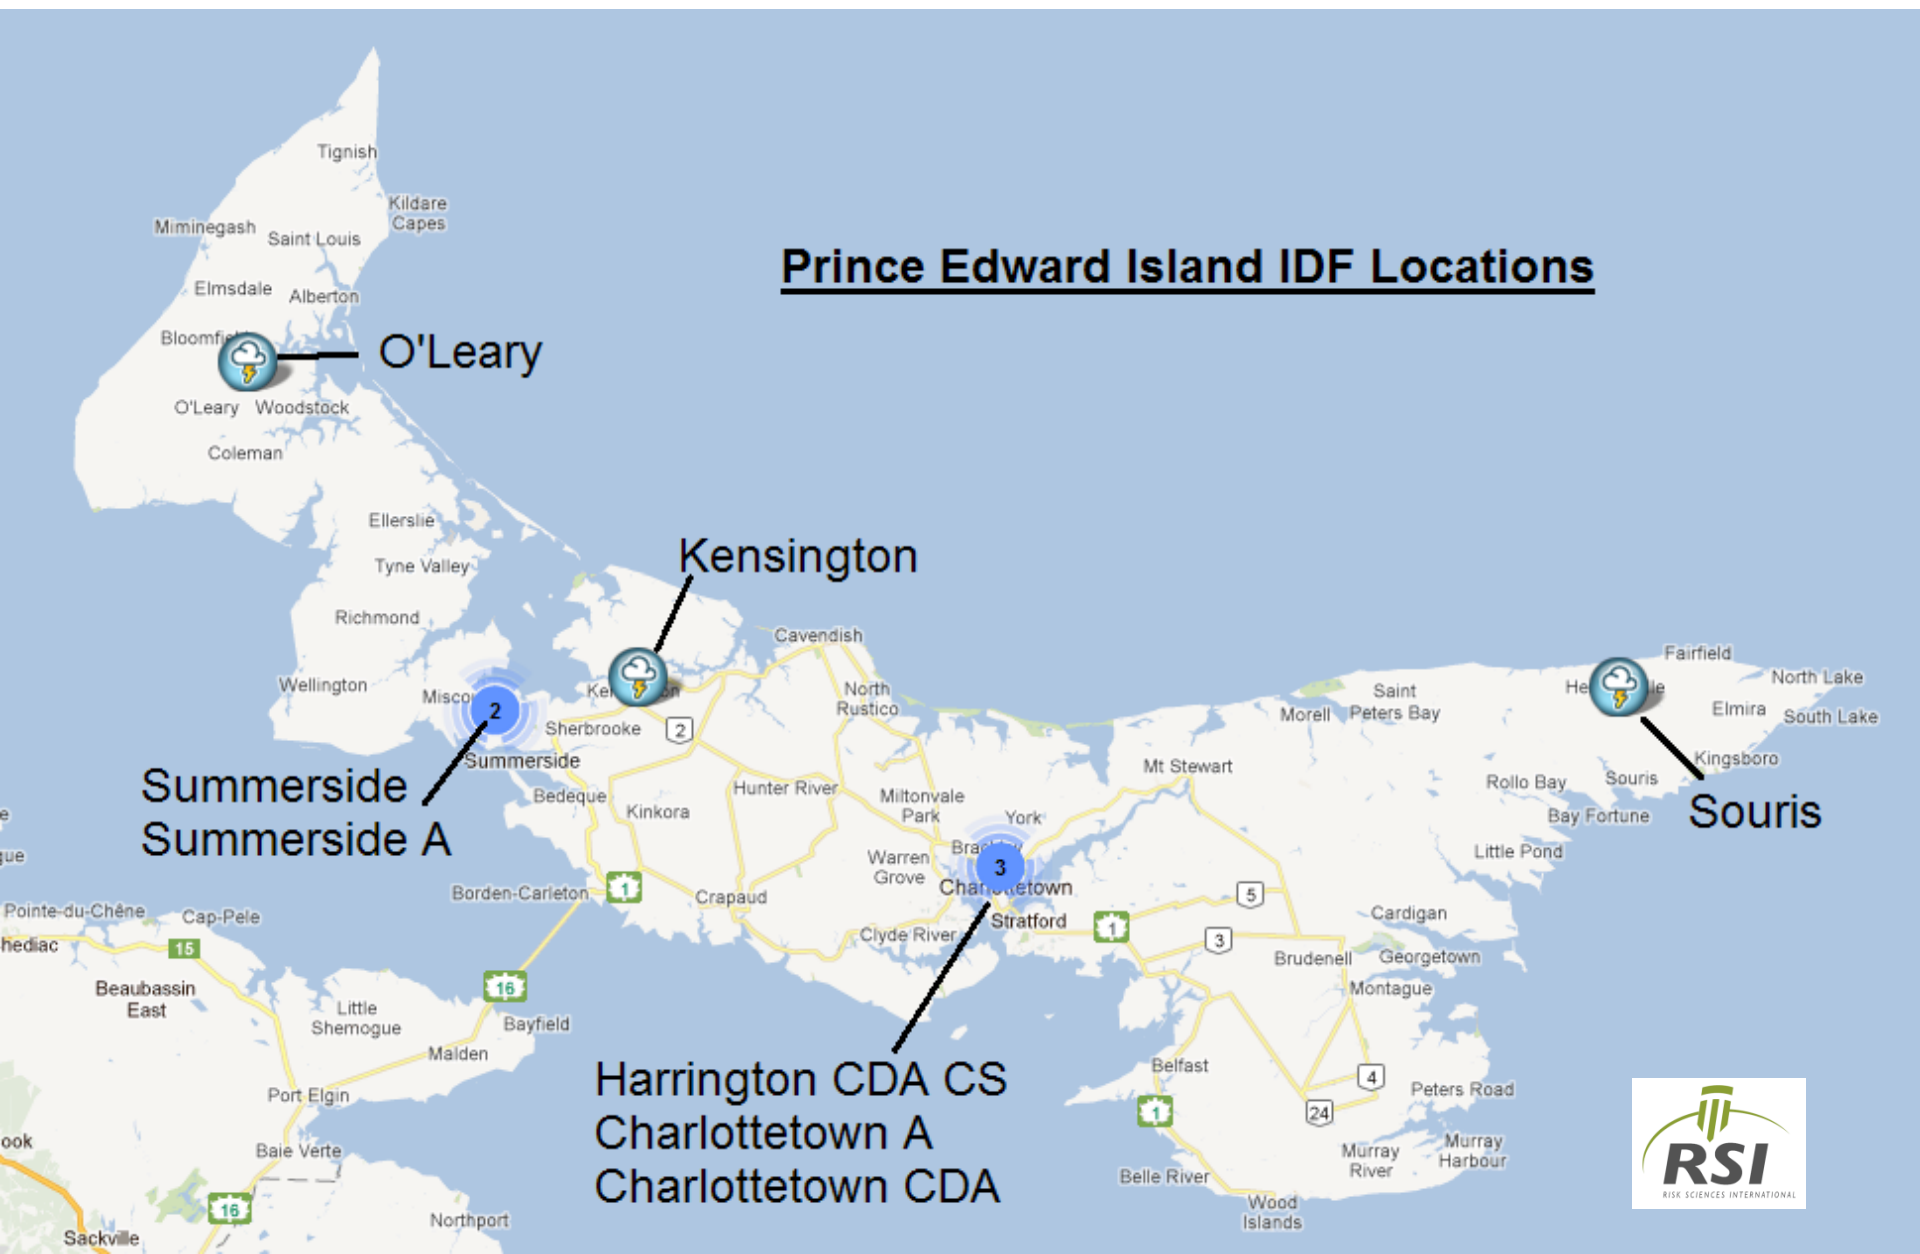 Tignish
Kildare
Capes
Miminegash
Saint Louis
Prince Edward Island IDF Locations
Elmsdale
Alberton
O'Leary
O'Leary
Woodstock
Coleman
Ellerslie
Kensington
Tyne Valley
Richmond
Cavendish
Fairfield
Wellington
North
Rustico
Saint
Peters Bay
North Lake
Morell
Elmira
South Lake
2
Sherbrooke
2
Summerside
Mt Stewart
Kingsboro
Summerside
Summerside A
Bedeque
Kinkora
Hunter River
Miltonvale
Park
York
Rollo Bay
Souris
Bay Fortune
Souris
Little Pond
Warren
Grove
3
Borden-Carleton
1
Crapaud
Stratford
5
Clyde River
1
3
Cardigan
Brudenell
Georgetown
Montague
Pointe-du-Chêne
Cap-Pele
hediac
15
Beaubassin
East
16
Little
Shemogue
Bayfield
Malden
Port Elgin
Harrington CDA CS
Charlottetown A
Charlottetown CDA
Belfast
4
Peters Road
1
24
Murray
River
Murray
Harbour
Belle River
Wood
Islands
ook
Baie Verte
16
Northport
Sackville
RSI
RISK SCIENCES INTERNATIONAL